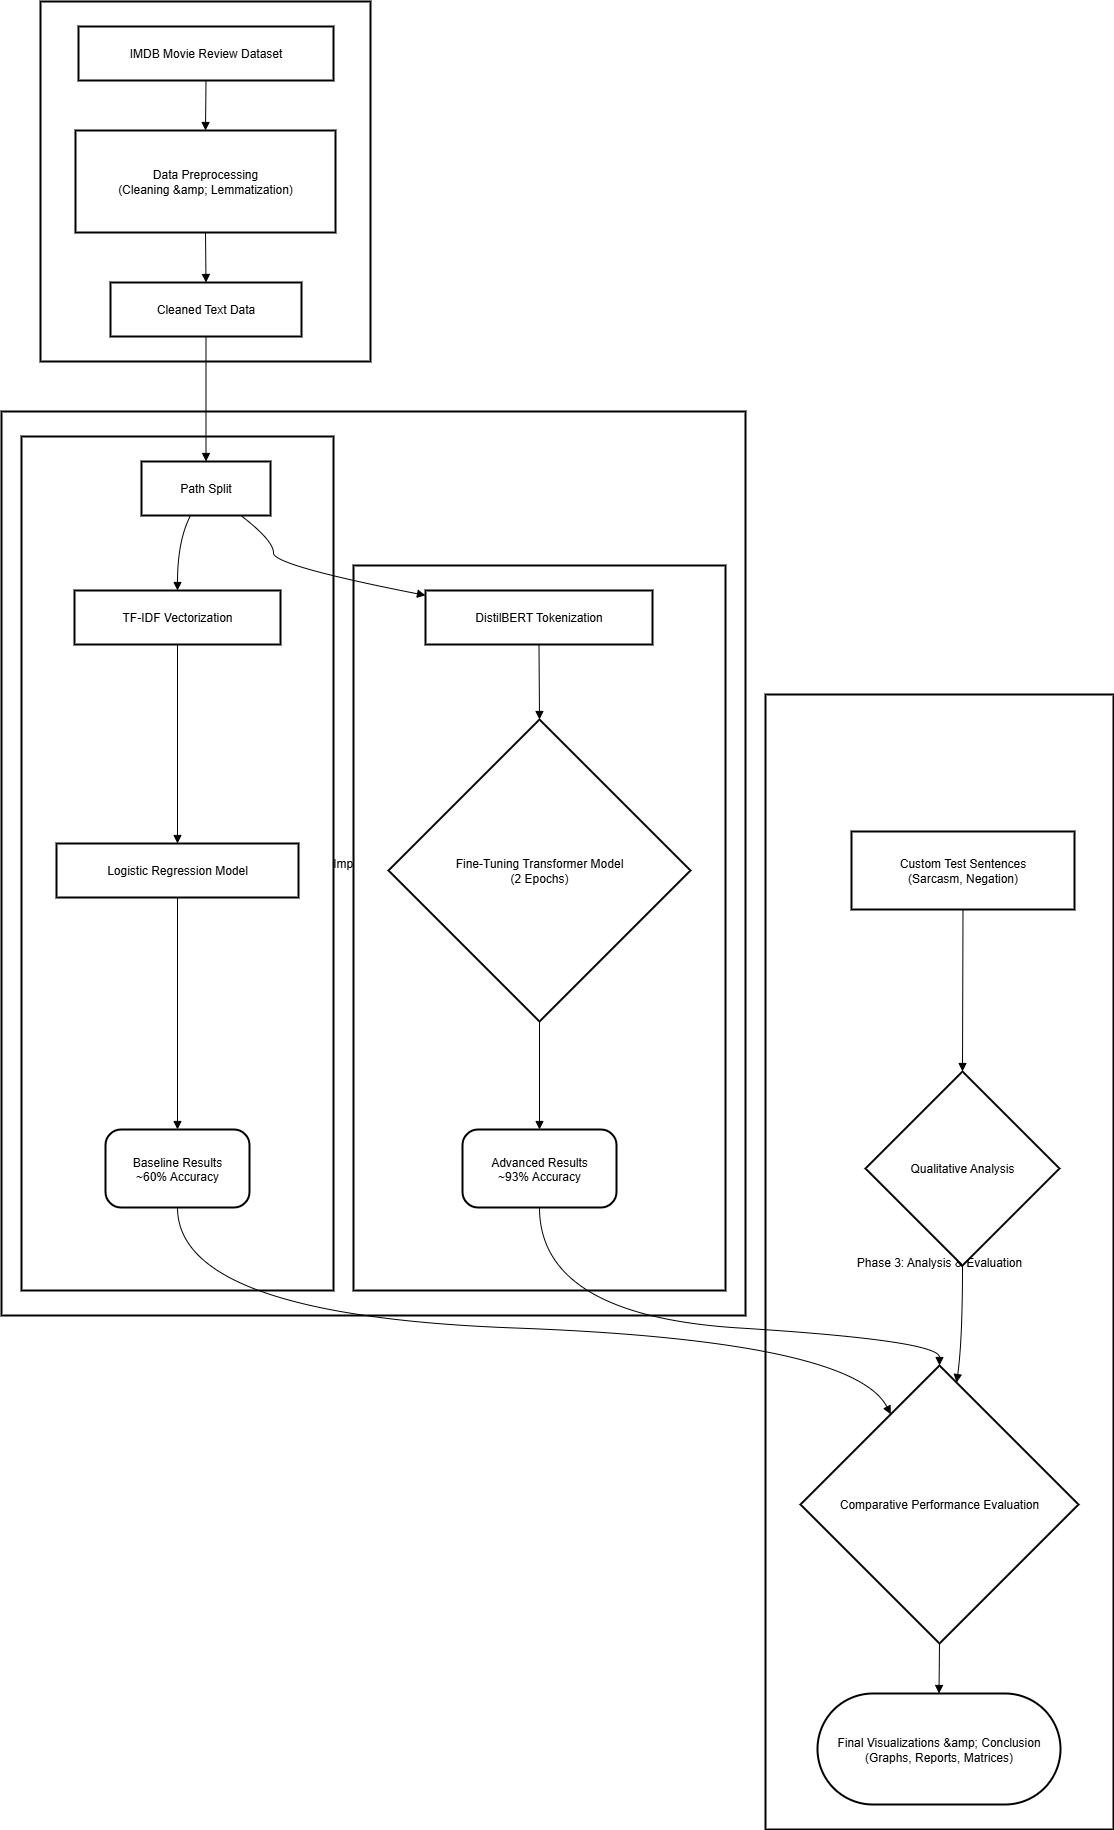 IMDB Movie Review Dataset
Data Preprocessing
(Cleaning &amp; Lemmatization)
Cleaned Text Data
Path Split
TF-IDF Vectorization
DistilBERT Tokenization
Logistic Regression Model
Imp
Fine-Tuning Transformer Model
(2 Epochs)
Custom Test Sentences
(Sarcasm, Negation)
Baseline Results
~60% Accuracy
Advanced Results
~93% Accuracy
Qualitative Analysis
Phase 3: Analysis & Evaluation
Comparative Performance Evaluation
Final Visualizations &amp; Conclusion
(Graphs, Reports, Matrices)